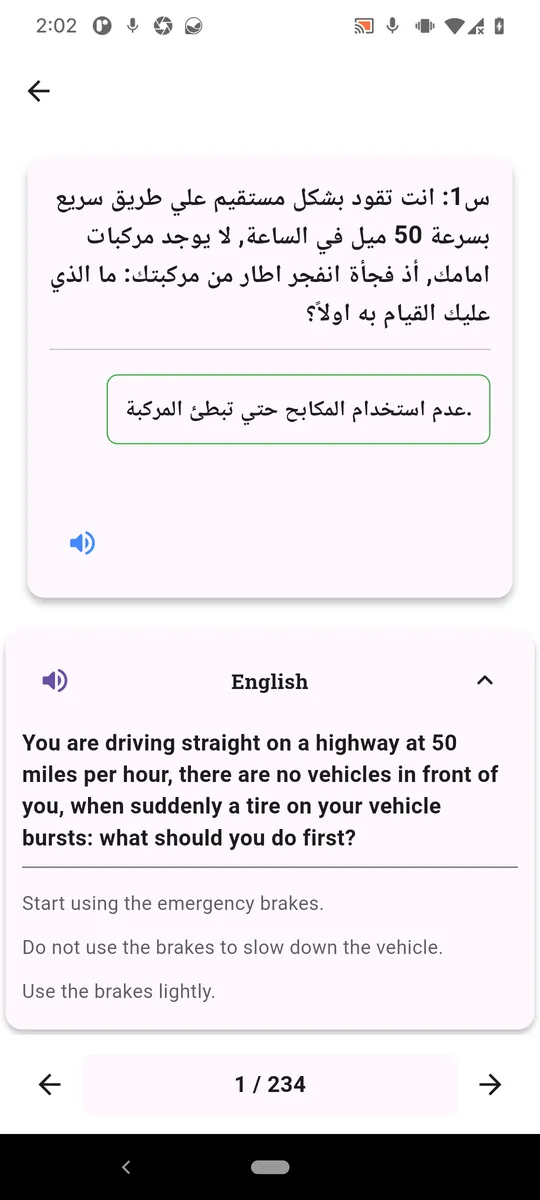 2:02
س1: انت تقود بشكل مستقيم علي طريق سريع
بسرعة 50 ميل في الساعة, لا يوجد مركبات
امامك, أذ فجأة انفجر اطار من مركبتك: ما الذي
عليك القيام به اولاً؟
.عدم استخدام المكابح حتي تبطئ المركبة
English
You are driving straight on a highway at 50
miles per hour, there are no vehicles in front of
you, when suddenly a tire on your vehicle
bursts: what should you do first?
Start using the emergency brakes.
Do not use the brakes to slow down the vehicle.
Use the brakes lightly.
1 / 234